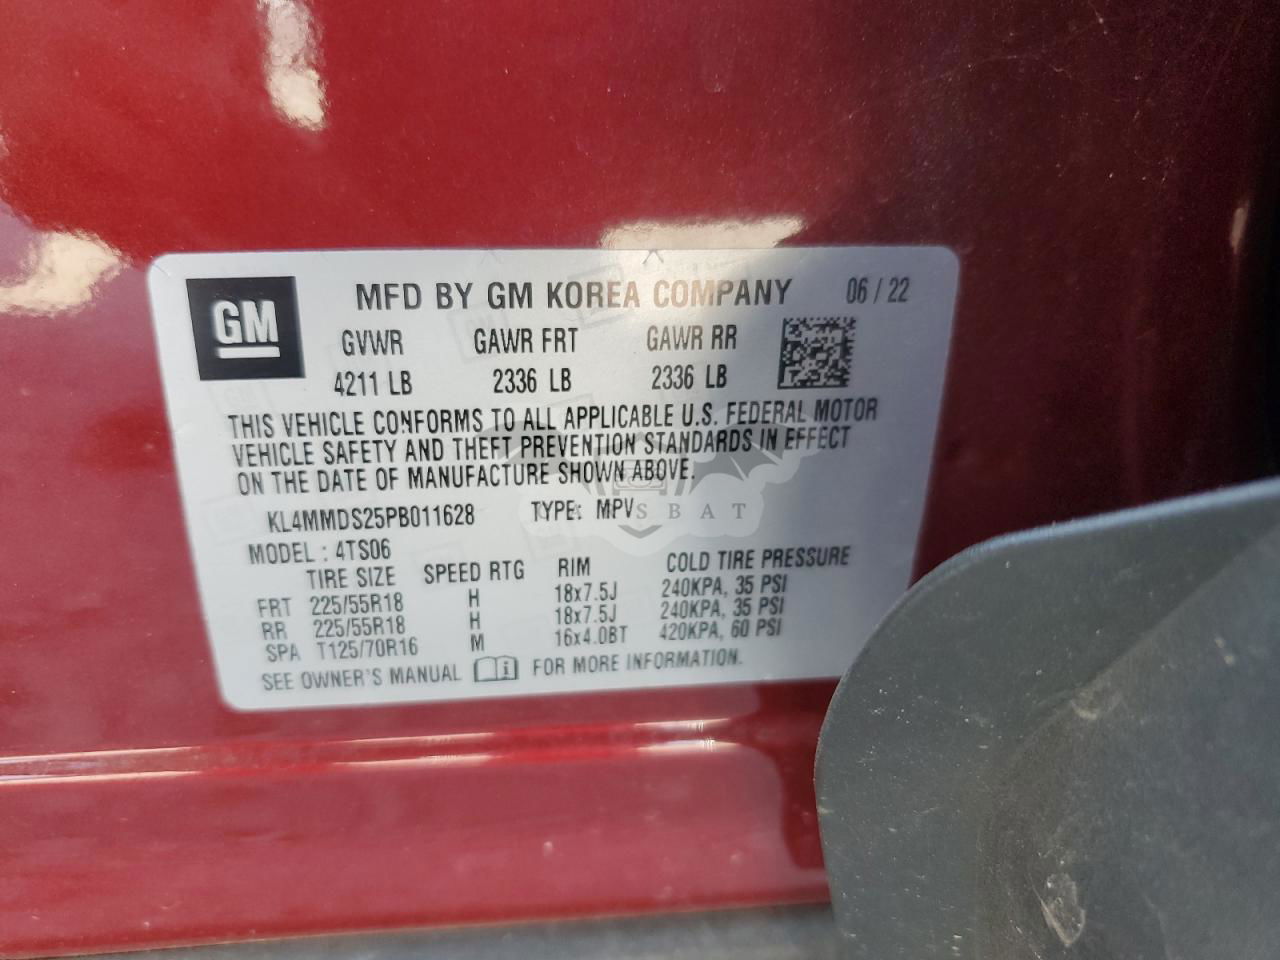 GM
MFD BY GM KOREA COMPANY 06 / 22
GVWR GAWR FRT GAWR RR
4211 LB 2336 LB 2336 LB
THIS VEHICLE CONFORMS TO ALL APPLICABLE U.S. FEDERAL MOTOR
VEHICLE SAFETY AND THEFT PREVENTION STANDARDS IN EFFECT
ON THE DATE OF MANUFACTURE SHOWN ABOVE.
KL4MMDS25PB011628 TYPE: MPV
MODEL : 4TS06
TIRE SIZE SPEED RTG RIM COLD TIRE PRESSURE
FRT 225/55R18 H 18x7.5J 240KPA, 35 PSI
RR 225/55R18 H 18x7.5J 240KPA, 35 PSI
SPA T125/70R16 M 16x4.0BT 420KPA, 60 PSI
SEE OWNER'S MANUAL FOR MORE INFORMATION.